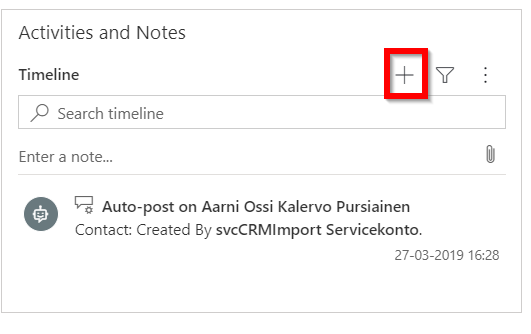 Activities and Notes
Timeline
Search timeline
Enter a note...
Auto-post on Aarni Ossi Kalervo Pursiainen
Contact: Created By svcCRMImport Servicekonto.
27-03-2019 16:28